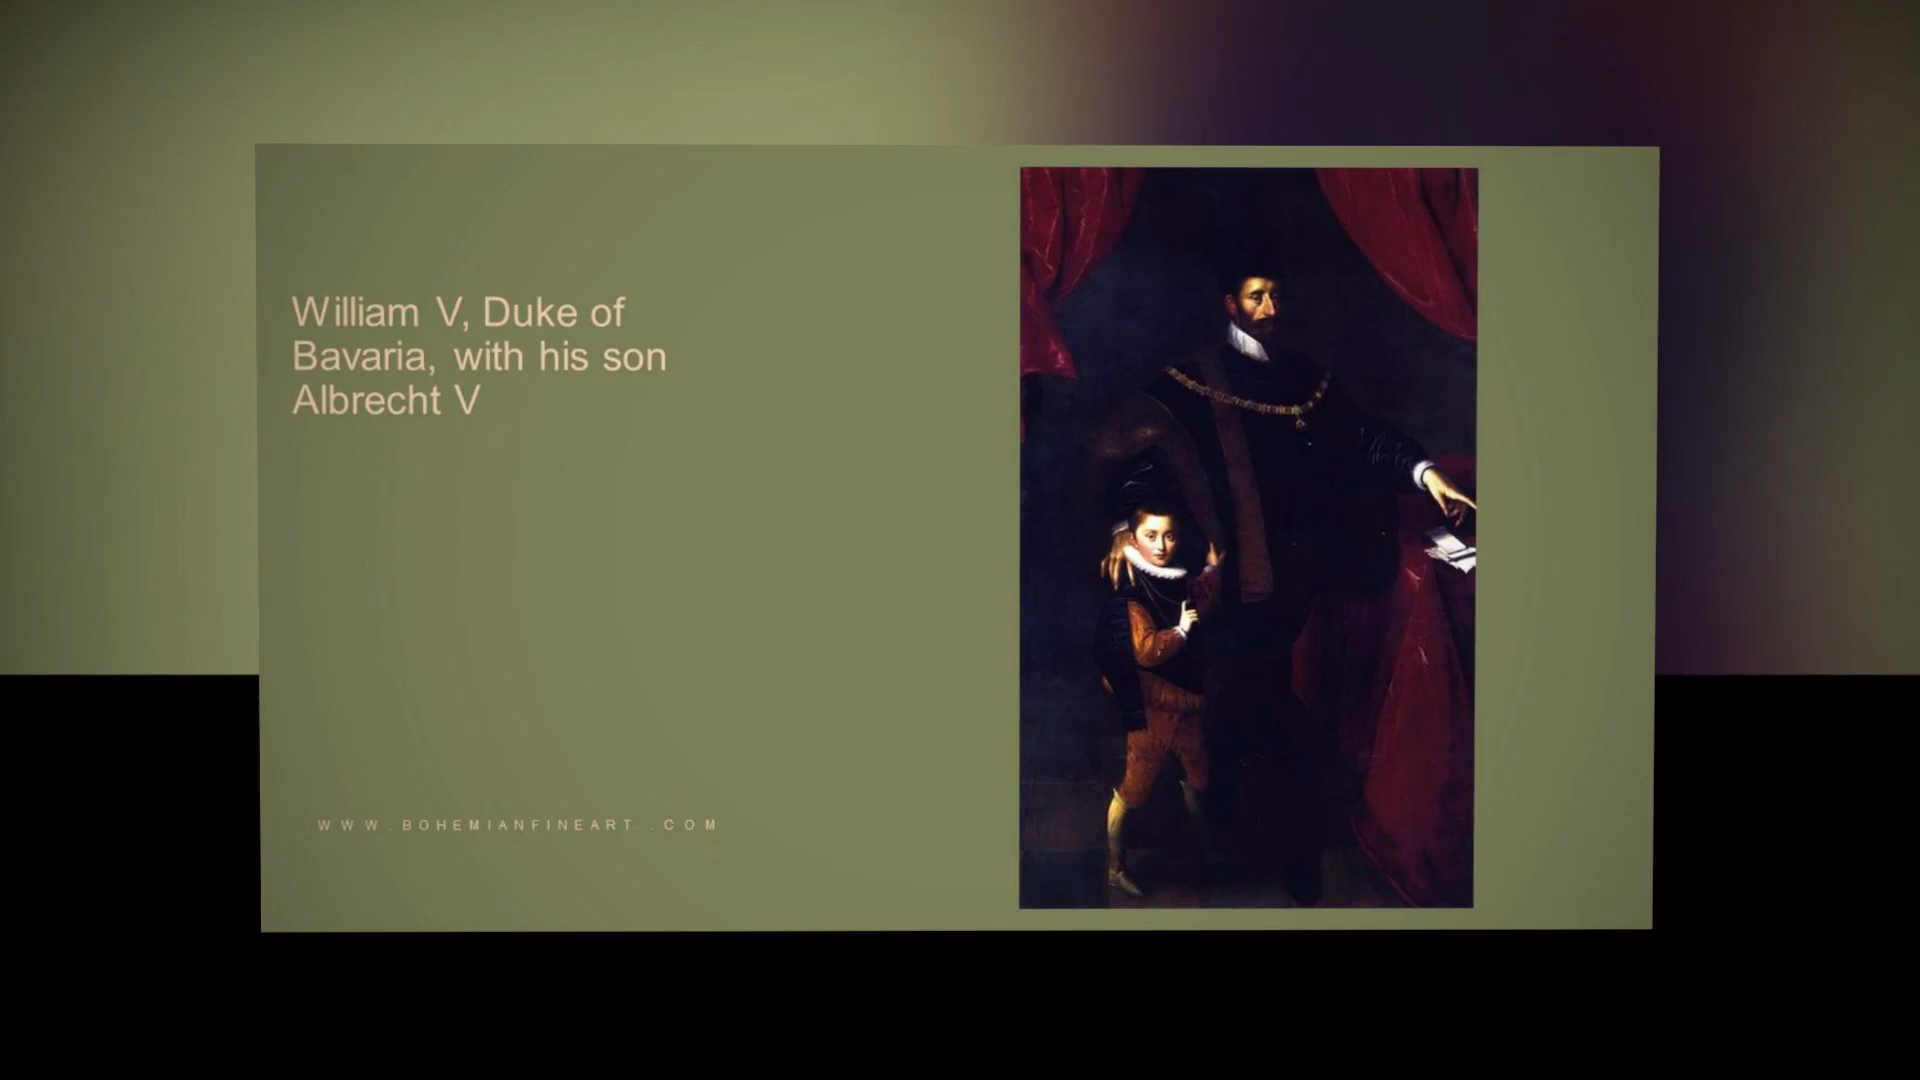 William V, Duke of
Bavaria, with his son
Albrecht V
WWW.BOHEMIANFINEART.COM